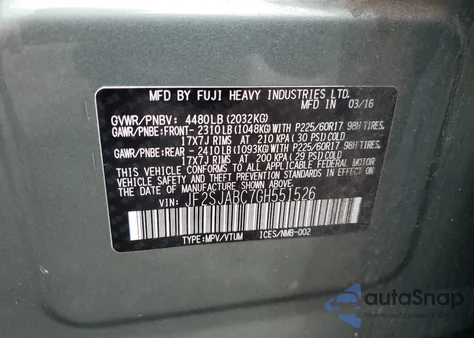 MFD. BY FUJI HEAVY INDUSTRIES LTD.
MFD IN 03/16
GVWR/PNBV: 4480LB (2032KG)
GAWR/PNBE: FRONT- 2310LB (1048KG) WITH P225/60R17 98H TIRES,
17X7J RIMS AT 210 KPA (30 PSI) COLD
GAWR/PNBE: REAR - 2410LB (1093KG) WITH P225/60R17 98H TIRES,
17X7J RIMS AT 200 KPA (29 PSI) COLD
THIS VEHICLE CONFORMS TO ALL APPLICABLE FEDERAL MOTOR
VEHICLE SAFETY, BUMPER, AND THEFT PREVENTION STANDARDS
IN EFFECT ON THE DATE OF MANUFACTURE SHOWN ABOVE.
VIN: JF2SJABC7GH551526
TYPE:MPV/VTUM ICES/NMB-002
autoSnap